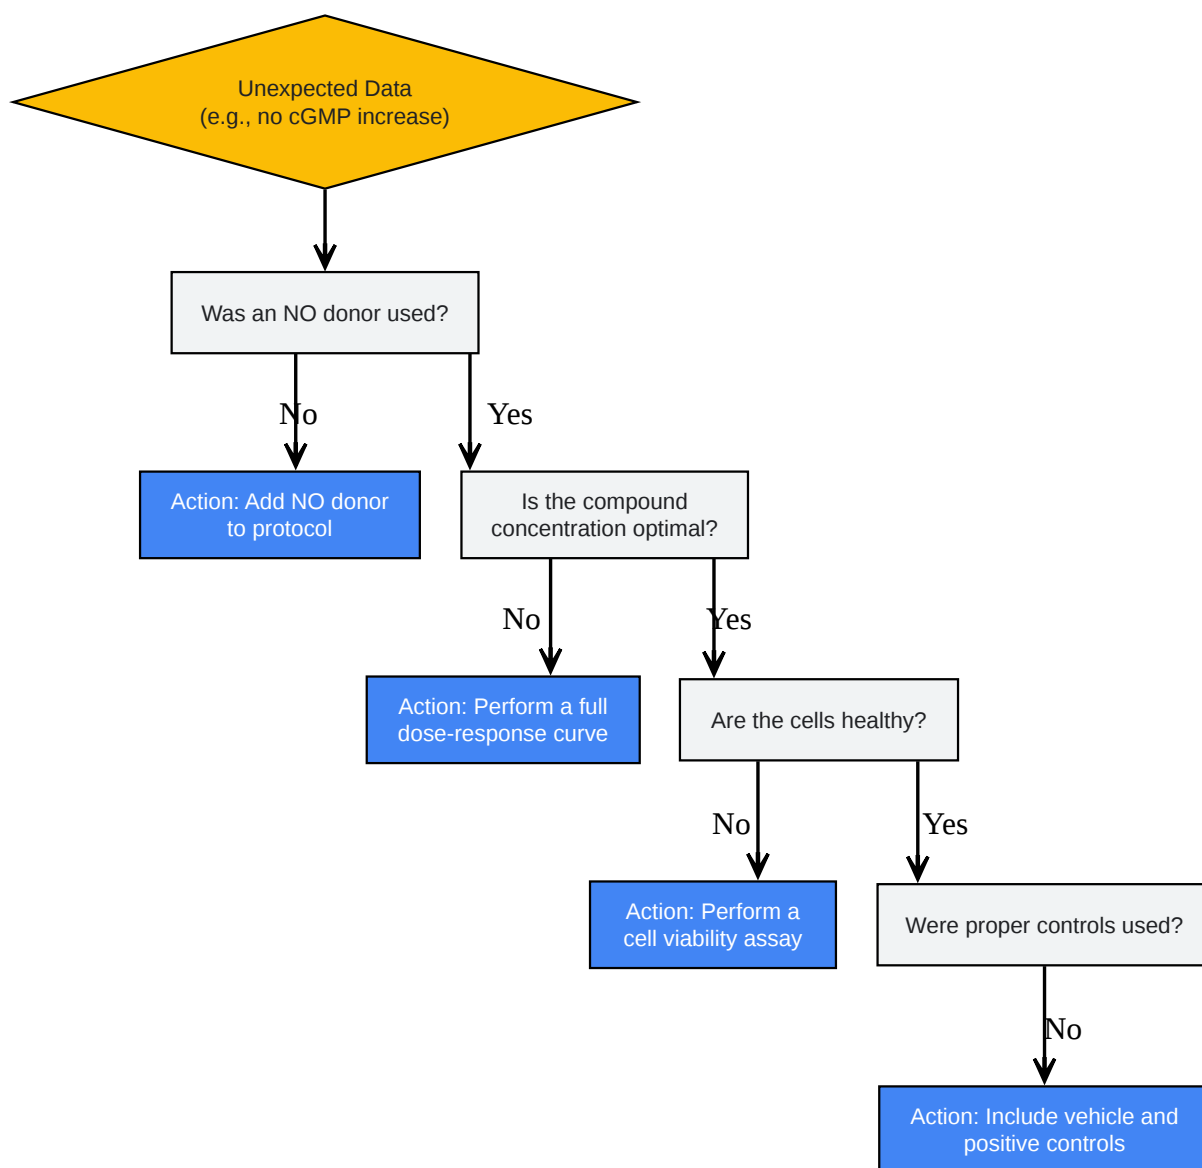 Unexpected Data
(e.g., no cGMP increase)
Was an NO donor used?
No
Yes
Action: Add NO donor
to protocol
Is the compound
concentration optimal?
No
Yes
Action: Perform a full
dose-response curve
Are the cells healthy?
No
Yes
Action: Perform a
cell viability assay
Were proper controls used?
No
Action: Include vehicle and
positive controls